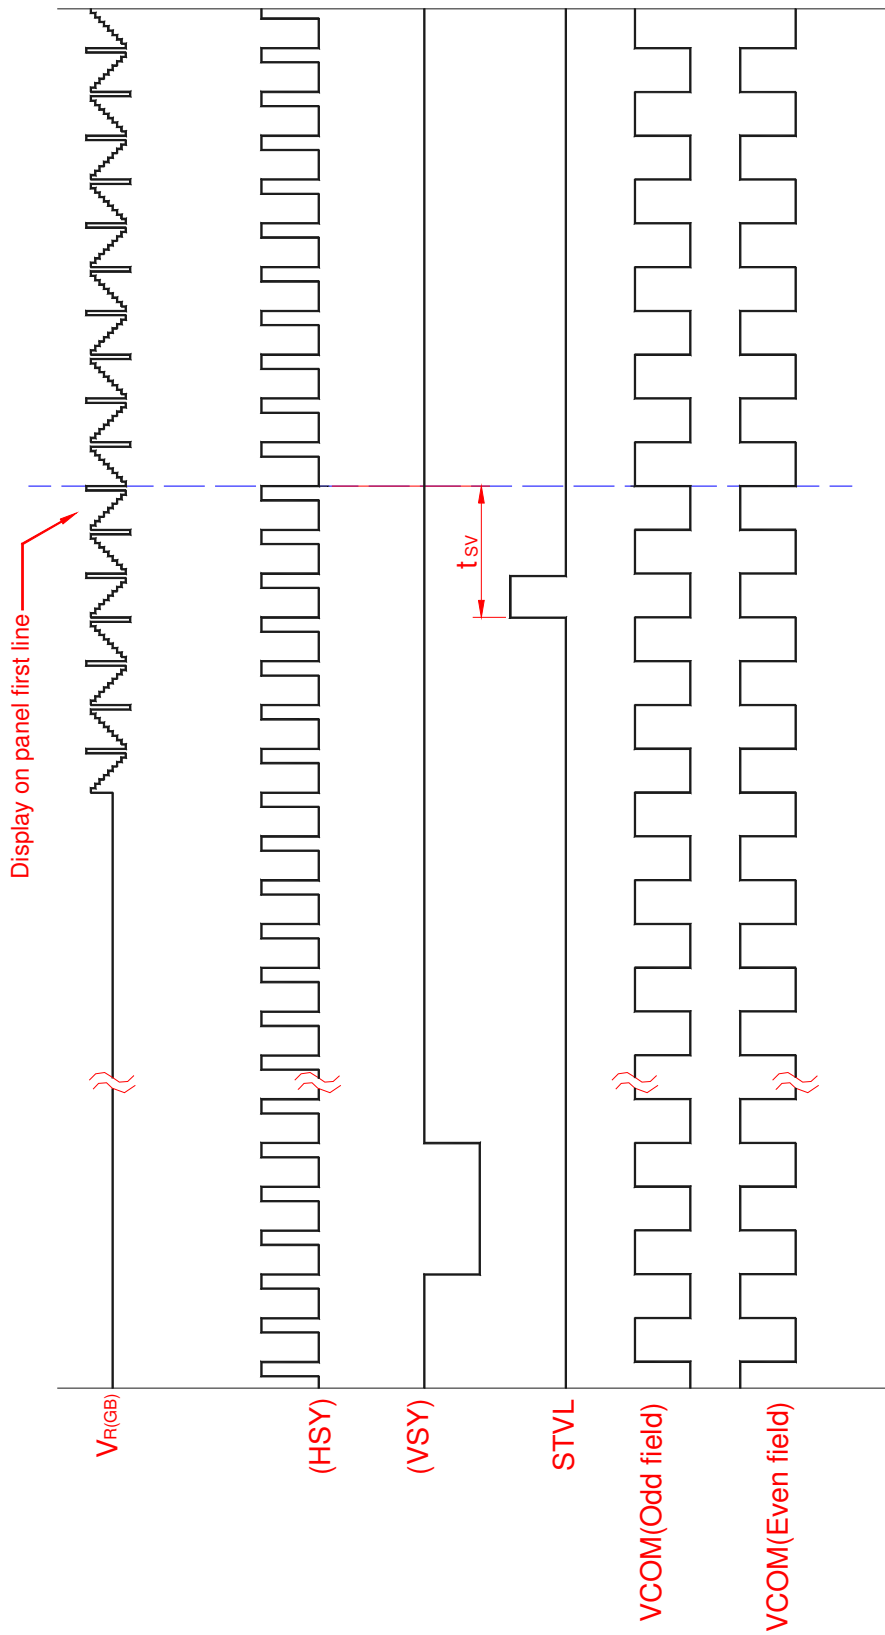 Display on panel first line
VR(GB)
(HSY)
(VSY)
tsv
STVL
VCOM(Odd field)
VCOM(Even field)